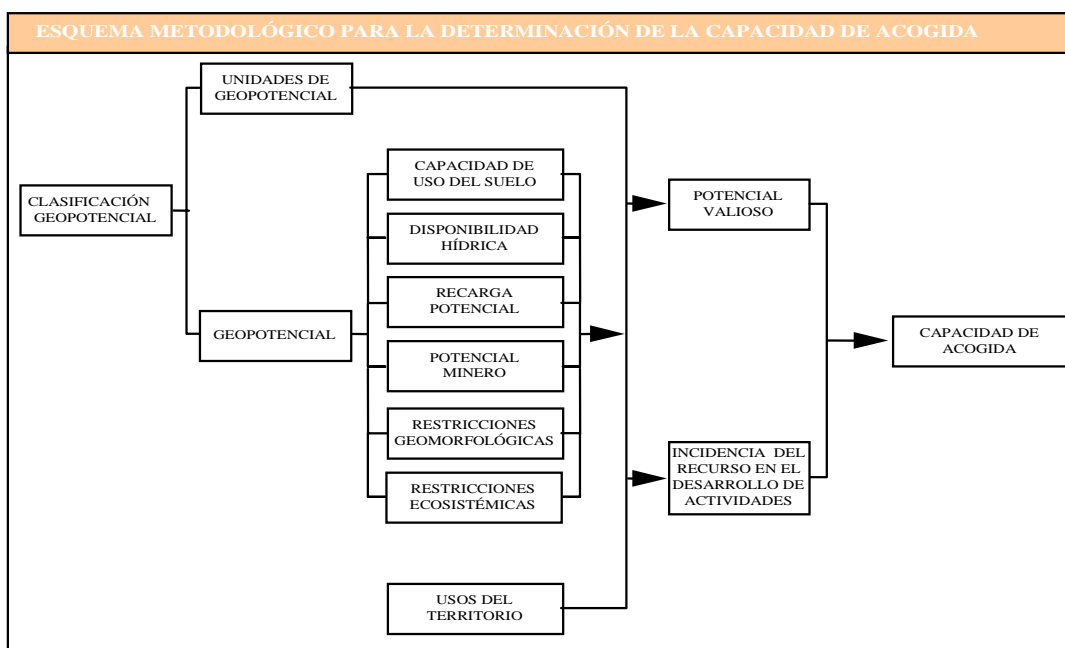 ESQUEMA METODOLÓGICO PARA LA DETERMINACIÓN DE LA CAPACIDAD DE ACOGIDA
UNIDADES DE
GEOPOTENCIAL
CLASIFICACIÓN
GEOPOTENCIAL
GEOPOTENCIAL
CAPACIDAD DE
USO DEL SUELO
DISPONIBILIDAD
HÍDRICA
RECARGA
POTENCIAL
POTENCIAL
MINERO
RESTRICCIONES
GEOMORFOLÓGICAS
RESTRICCIONES
ECOSISTÉMICAS
USOS DEL
TERRITORIO
POTENCIAL
VALIOSO
INCIDENCIA DEL
RECURSO EN EL
DESARROLLO DE
ACTIVIDADES
CAPACIDAD DE
ACOGIDA